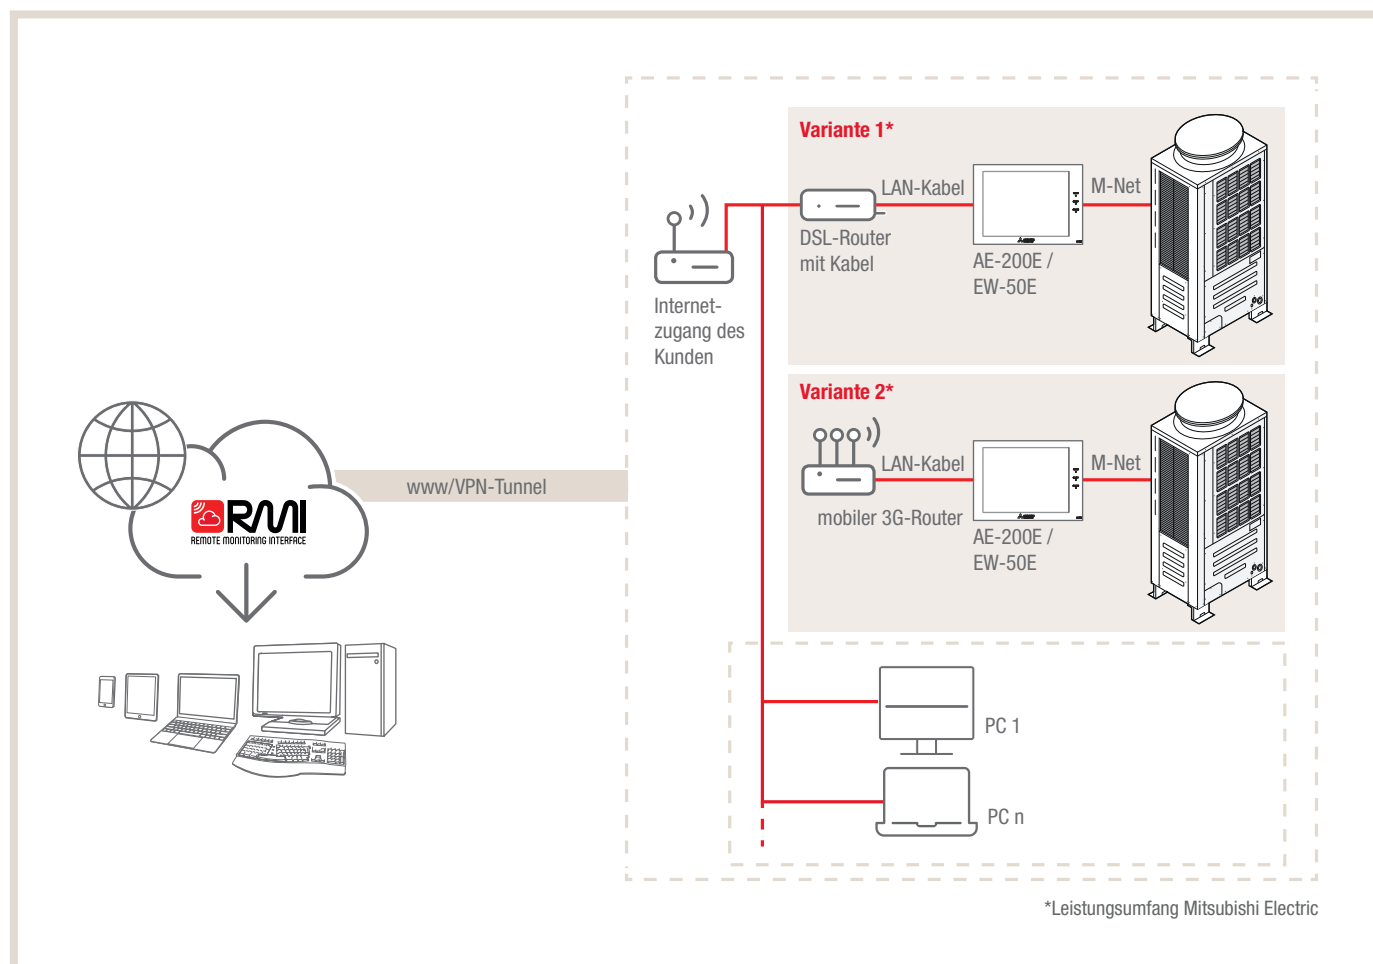 Variante 1*
LAN-Kabel
M-Net
DSL-Router
mit Kabel
AE-200E /
EW-50E
Internet-
zugang des
Kunden
Variante 2*
LAN-Kabel
M-Net
mobiler 3G-Router
AE-200E /
EW-50E
www/VPN-Tunnel
RMI
REMOTE MONITORING INTERFACE
PC 1
PC n
*Leistungsumfang Mitsubishi Electric